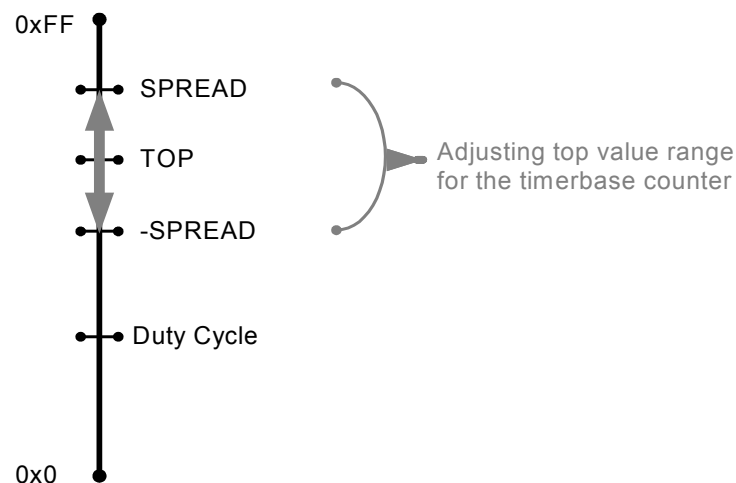 0xFF
SPREAD
TOP
Adjusting top value range
for the timerbase counter
-SPREAD
Duty Cycle
0x0